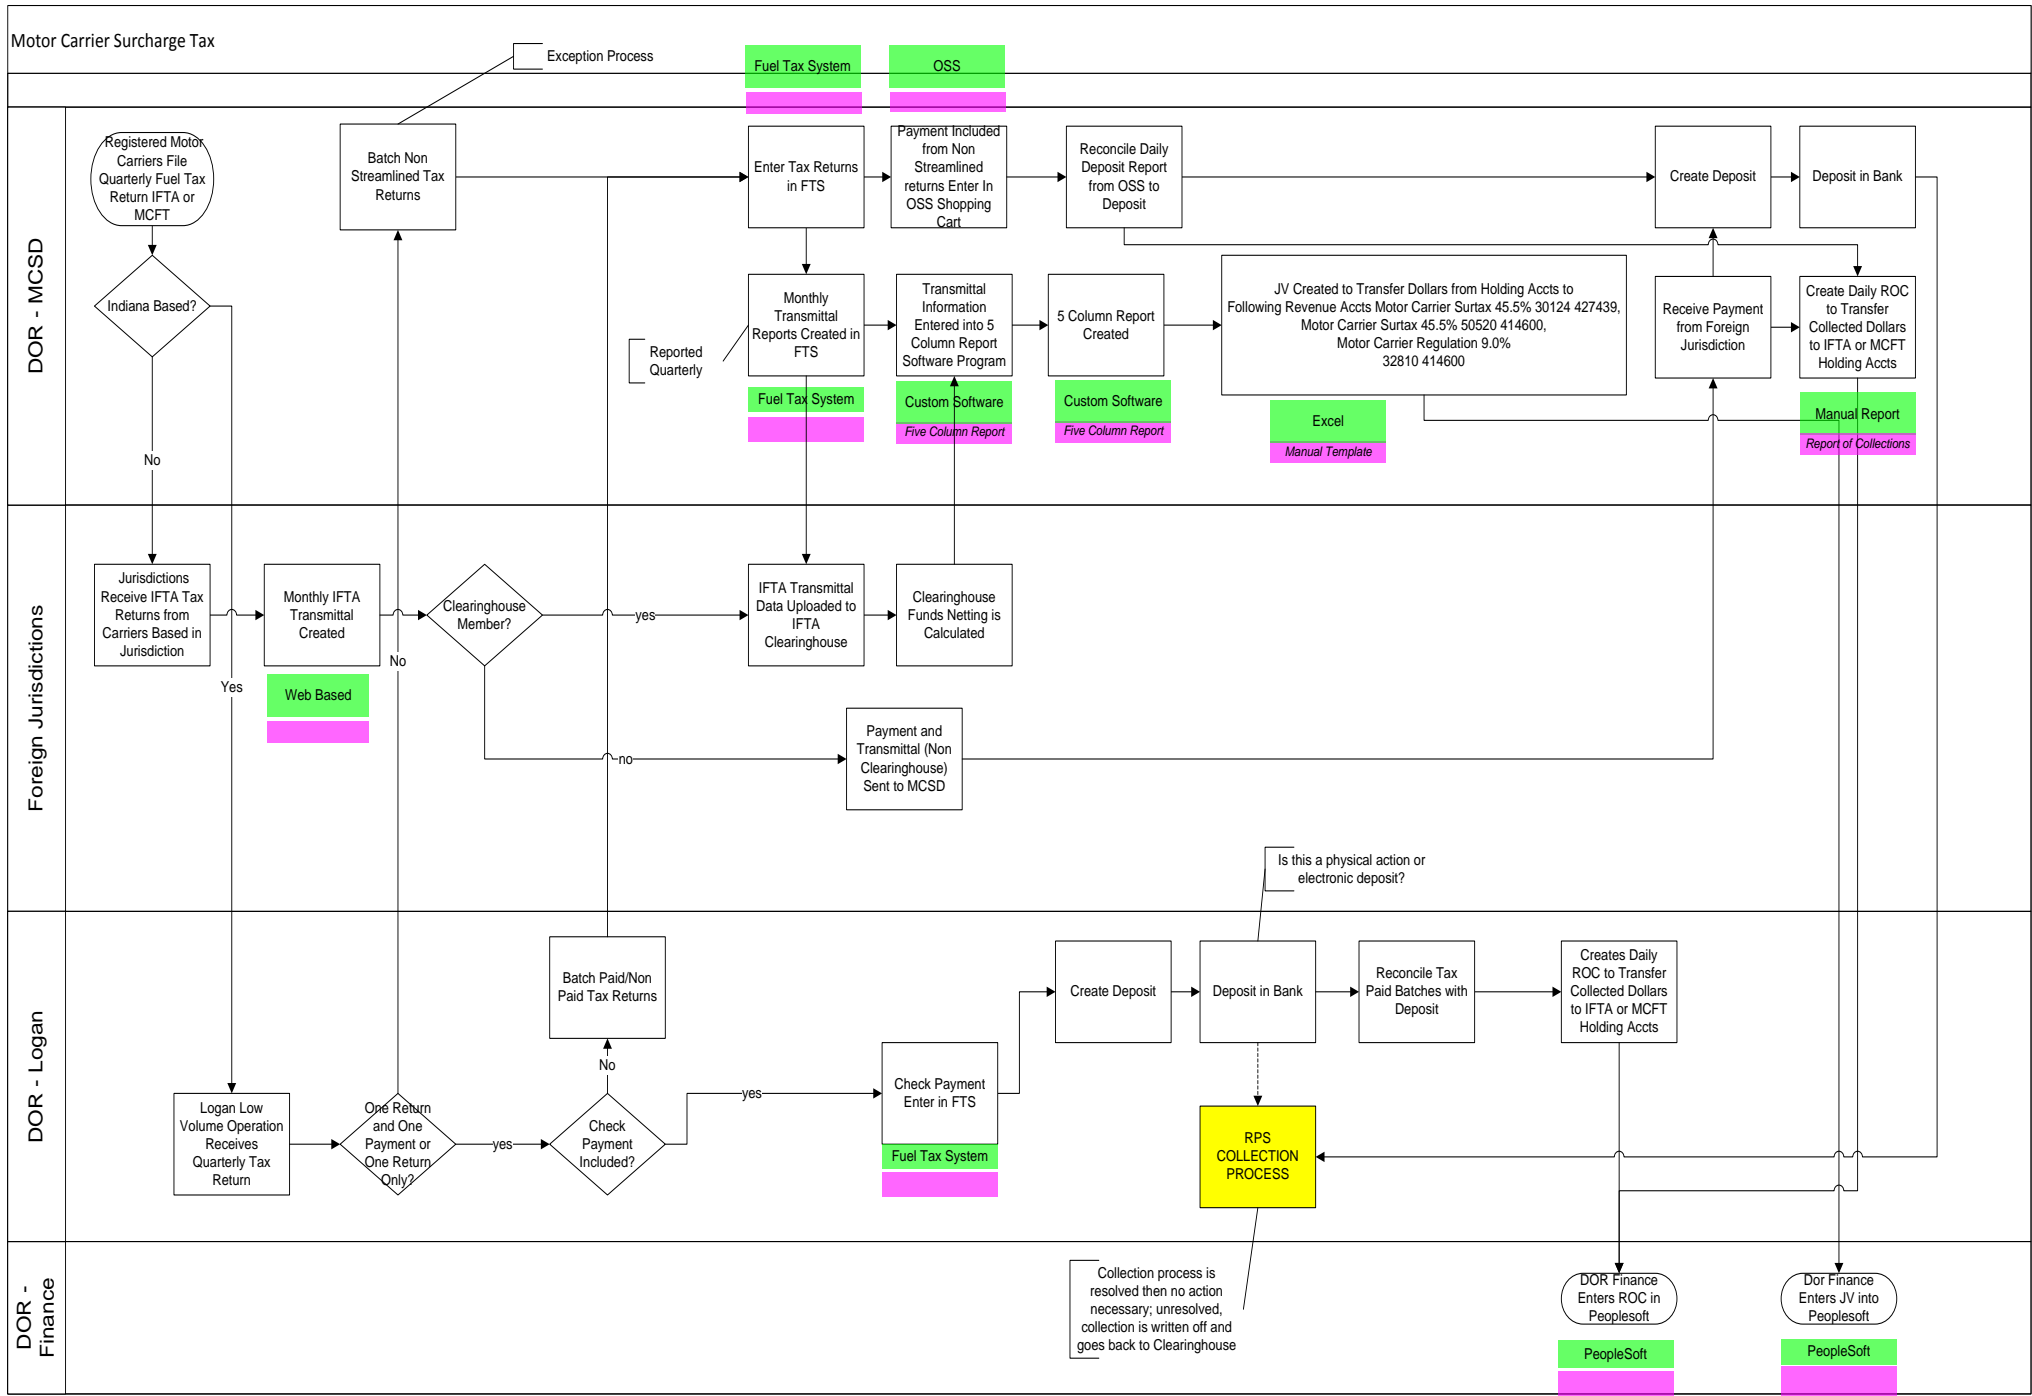 Motor Carrier Surcharge Tax
Exception Process
Fuel Tax System
OSS
DOR - MCSD
Registered Motor
Carriers File
Quarterly Fuel Tax
Return IFTA or
MCFT
Batch Non
Streamlined Tax
Returns
Enter Tax Returns
in FTS
Payment Included
from Non
Streamlined
returns Enter In
OSS Shopping
Cart
Reconcile Daily
Deposit Report
from OSS to
Deposit
Create Deposit
Deposit in Bank
Indiana Based?
Reported
Quarterly
Monthly
Transmittal
Reports Created in
FTS
Transmittal
Information
Entered into 5
Column Report
Software Program
5 Column Report
Created
JV Created to Transfer Dollars from Holding Accts to
Following Revenue Accts Motor Carrier Surtax 45.5% 30124 427439,
Motor Carrier Surtax 45.5% 50520 414600,
Motor Carrier Regulation 9.0%
32810 414600
Receive Payment
from Foreign
Jurisdiction
Create Daily ROC
to Transfer
Collected Dollars
to IFTA or MCFT
Holding Accts
Fuel Tax System
Custom Software
Five Column Report
Custom Software
Five Column Report
Excel
Manual Template
Manual Report
Report of Collections
No
Foreign Jurisdictions
Jurisdictions
Receive IFTA Tax
Returns from
Carriers Based in
Jurisdiction
Monthly IFTA
Transmittal
Created
Clearinghouse
Member?
yes
IFTA Transmittal
Data Uploaded to
IFTA
Clearinghouse
Clearinghouse
Funds Netting is
Calculated
No
Yes
Web Based
no
Payment and
Transmittal (Non
Clearinghouse)
Sent to MCSD
Is this a physical action or
electronic deposit?
DOR - Logan
Batch Paid/Non
Paid Tax Returns
Create Deposit
Deposit in Bank
Reconcile Tax
Paid Batches with
Deposit
Creates Daily
ROC to Transfer
Collected Dollars
to IFTA or MCFT
Holding Accts
No
Logan Low
Volume Operation
Receives
Quarterly Tax
Return
One Return
and One
Payment or
One Return
Only?
yes
Check
Payment
Included?
yes
Check Payment
Enter in FTS
Fuel Tax System
RPS
COLLECTION
PROCESS
DOR -
Finance
Collection process is
resolved then no action
necessary; unresolved,
collection is written off and
goes back to Clearinghouse
DOR Finance
Enters ROC in
Peoplesoft
Dor Finance
Enters JV into
Peoplesoft
PeopleSoft
PeopleSoft